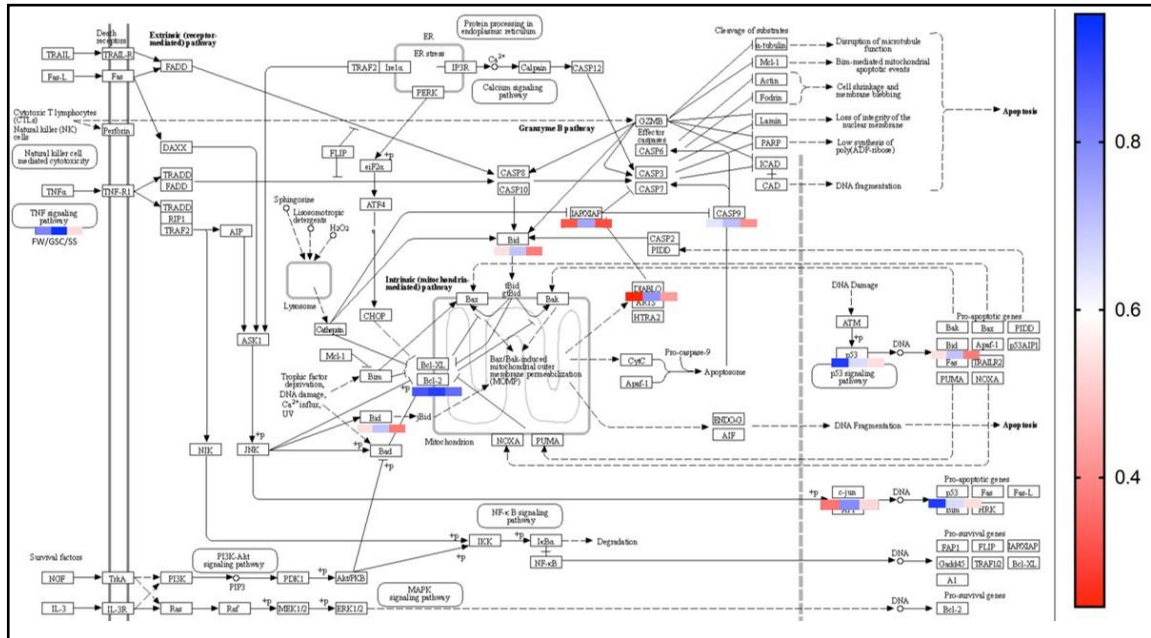 Protein processing in
endoplasmic reticulum
Death
receptors
Extrinsic (receptor-
mediated) pathway
ER
ER stress
Ca2+
Cleavage of substrates
TRAIL
TRAIL-R
FADD
Fas-L
Fas
TRAF2
Ire1α
IP3R
Calpain
CASP12
PERK
Calcium signaling
pathway
α-tubulin
Disruption of microtubule
function
Mcl-1
Bim-mediated mitochondrial
apoptotic events
Actin
Fodrin
Cell shrinkage and
membrane blebbing
Apoptosis
Cytotoxic T lymphocytes
(CTLs)
Natural killer (NK)
cells
Perforin
Natural killer cell
mediated cytotoxicity
DAXX
Granzyme B pathway
GZMB
Effector
caspases
Lamin
Loss of integrity of the
nuclear membrane
PARP
Low synthesis of
poly(ADP-ribose)
ICAD
CAD
DNA fragmentation
FLIP
+p
eIF2α
ATF4
CASP6
CASP3
CASP7
CASP8
CASP10
TNFα
TNF-R1
TRADD
FADD
TRADD
RIP1
TRAF2
AIP
TNF signaling
pathway
FW/GSC/S5
Sphingosine
Lisosomotropic
detergents
H2O2
Lysosome
IAP/XIAP
CASP9
Bid
CASP2
PIDD
Intrinsic (mitochondria-
mediated) pathway
tBid
gtBid
Bax
Bak
DIABLO
ARTS
HTRA2
CHOP
Cathepsin
ASK1
Mcl-1
Bim
Bcl-XL
Bcl-2
+p
Bax/Bak-induced
mitochondrial outer
membrane permeabilization
(MOMP)
CytC
Pro-caspase-9
Apaf-1
Apoptosome
Trophic factor
deprivation,
DNA damage,
Ca2+ influx,
UV
Bid
jBid
Bad
+p
+p
Mitochondrion
NOXA
PUMA
ENDO-G
AIF
DNA Fragmentation
Apoptosis
DNA Damage
ATM
+p
p53
p53 signaling
pathway
DNA
Pro-apoptotic genes
Bak
Bax
PIDD
Bid
Apaf-1
p53AIP1
Fas
TRAILR2
PUMA
NOXA
NIK
JNK
+p
+p
c-jun
AP1
DNA
Pro-apoptotic genes
p53
Fas
Fas-L
Bim
HRK
NF-κB signaling
pathway
+p
IKK
+p
IκBα
Degradation
NF-κB
DNA
Pro-survival genes
FAP1
FLIP
IAP/XIAP
Gadd45
TRAF1/2
Bcl-XL
A1
Survival factors
PI3K-Akt
signaling pathway
NGF
TrkA
PI3K
PIP3
PDK1
+p
Akt/PKB
MAPK
signaling pathway
IL-3
IL-3R
Ras
Raf
+p
MEK1/2
+p
ERK1/2
DNA
Pro-survival genes
Bcl-2
0.8
0.6
0.4